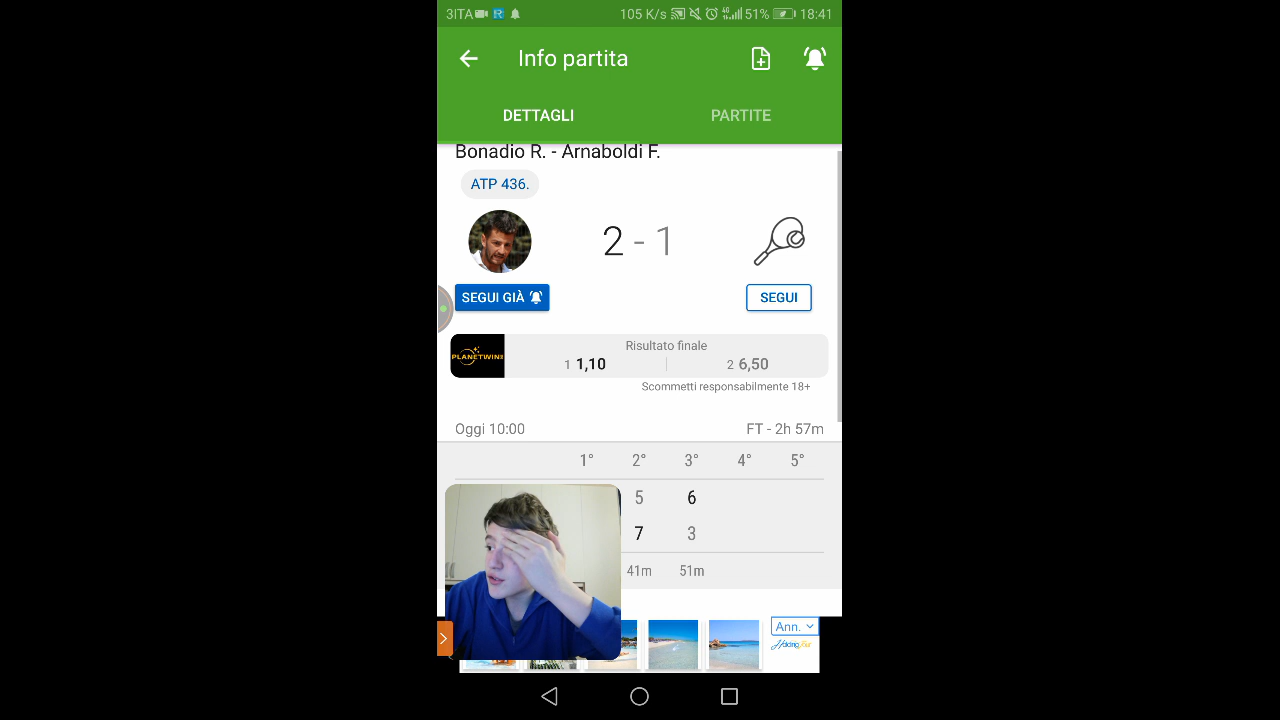 3ITA 105 K/s 4G 51% 18:41
Info partita
DETTAGLI PARTITE
Bonadio R. - Arnaboldi F.
ATP 436.
2 - 1
SEGUI GIÀ SEGUI
PLANETWIN
Risultato finale
1 1,10 2 6,50
Scommetti responsabilmente 18+
Oggi 10:00 FT - 2h 57m
1° 2° 3° 4° 5°
5 6
7 3
41m 51m
Ann.